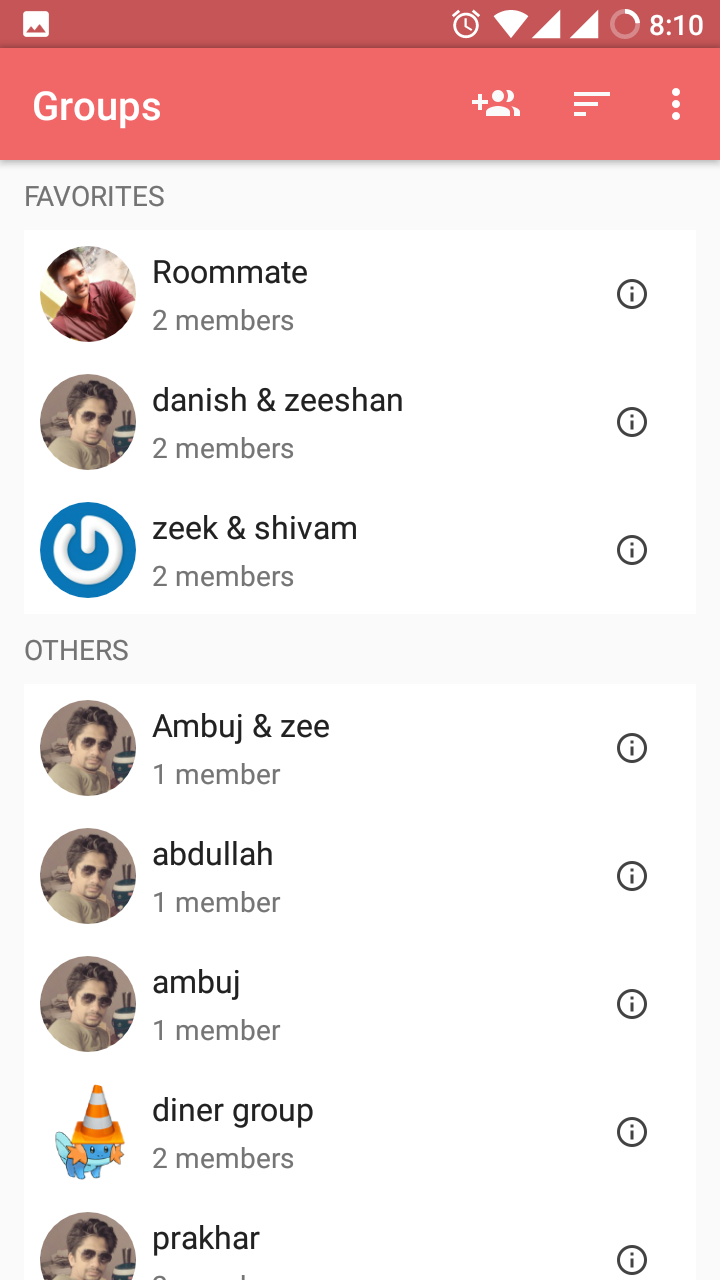 8:10
Groups
FAVORITES
Roommate
2 members
danish & zeeshan
2 members
zeek & shivam
2 members
OTHERS
Ambuj & zee
1 member
abdullah
1 member
ambuj
1 member
diner group
2 members
prakhar